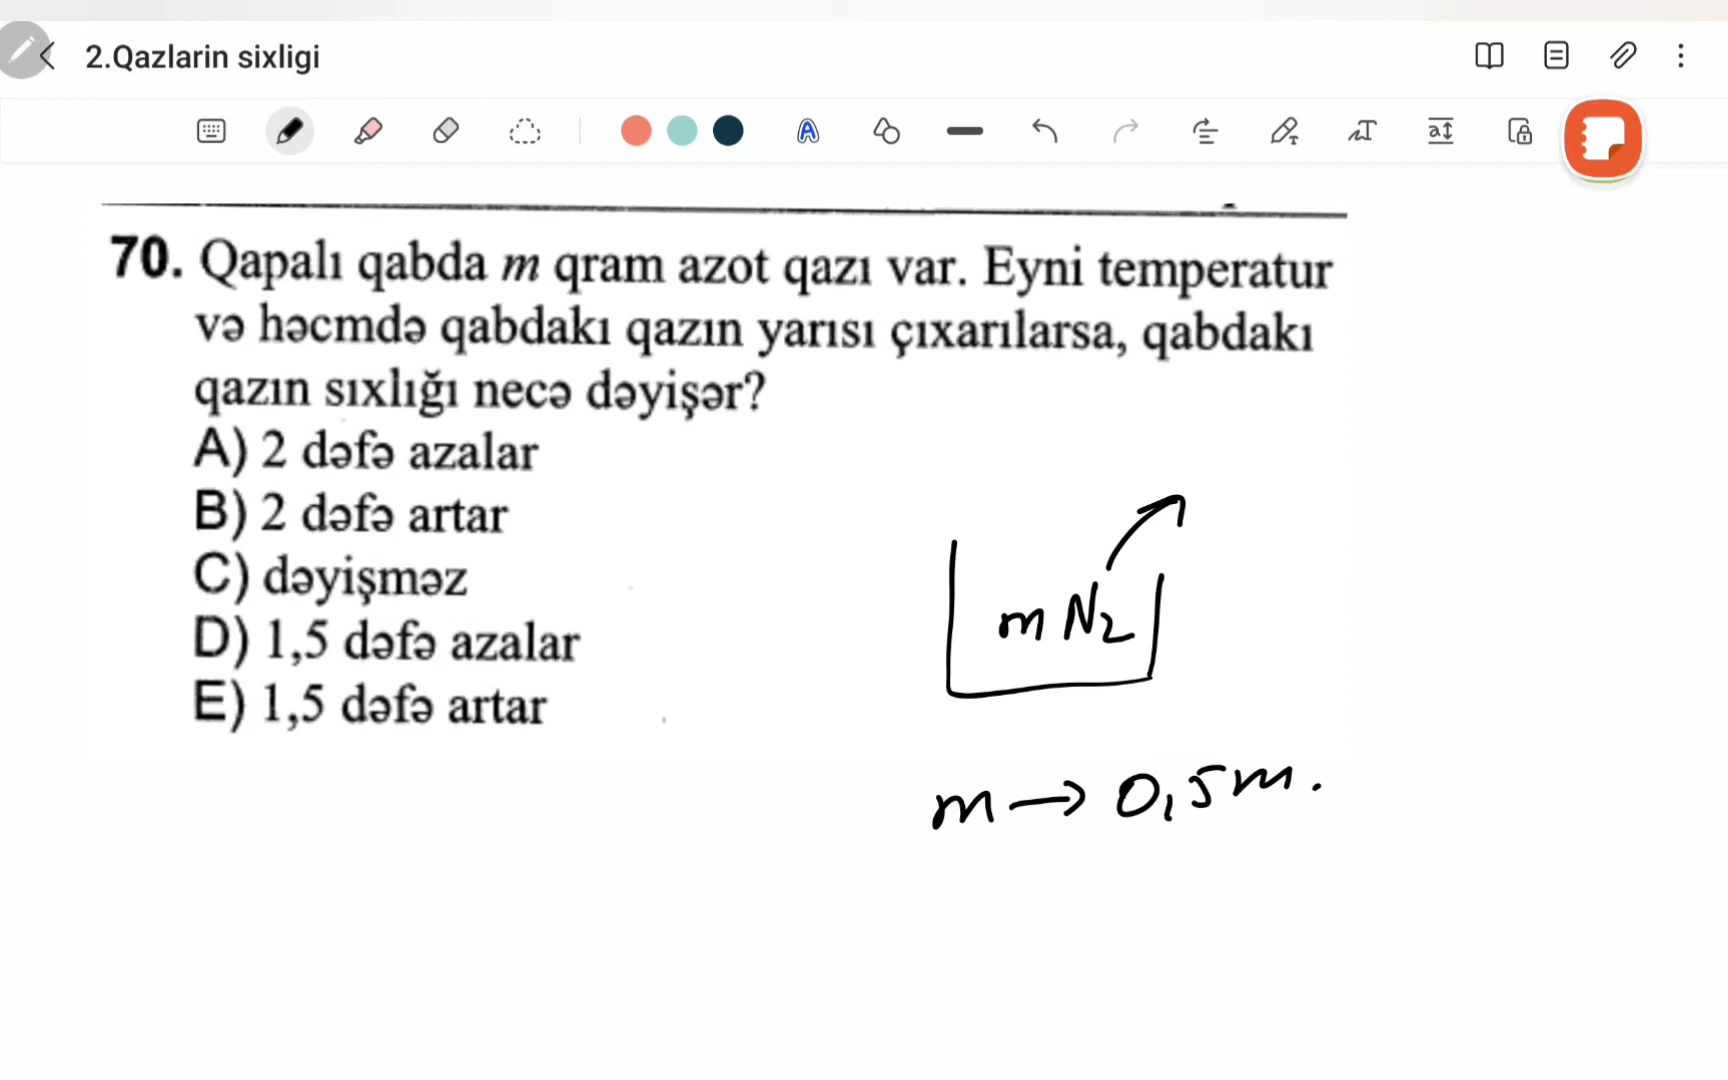 2.Qazlarin sixligi
70. Qapalı qabda m qram azot qazı var. Eyni temperatur
və həcmdə qabdakı qazın yarısı çıxarılarsa, qabdakı
qazın sıxlığı necə dəyişər?
A) 2 dəfə azalar
B) 2 dəfə artar
C) dəyişməz
D) 1,5 dəfə azalar
E) 1,5 dəfə artar
m N2
m → 0,5m.